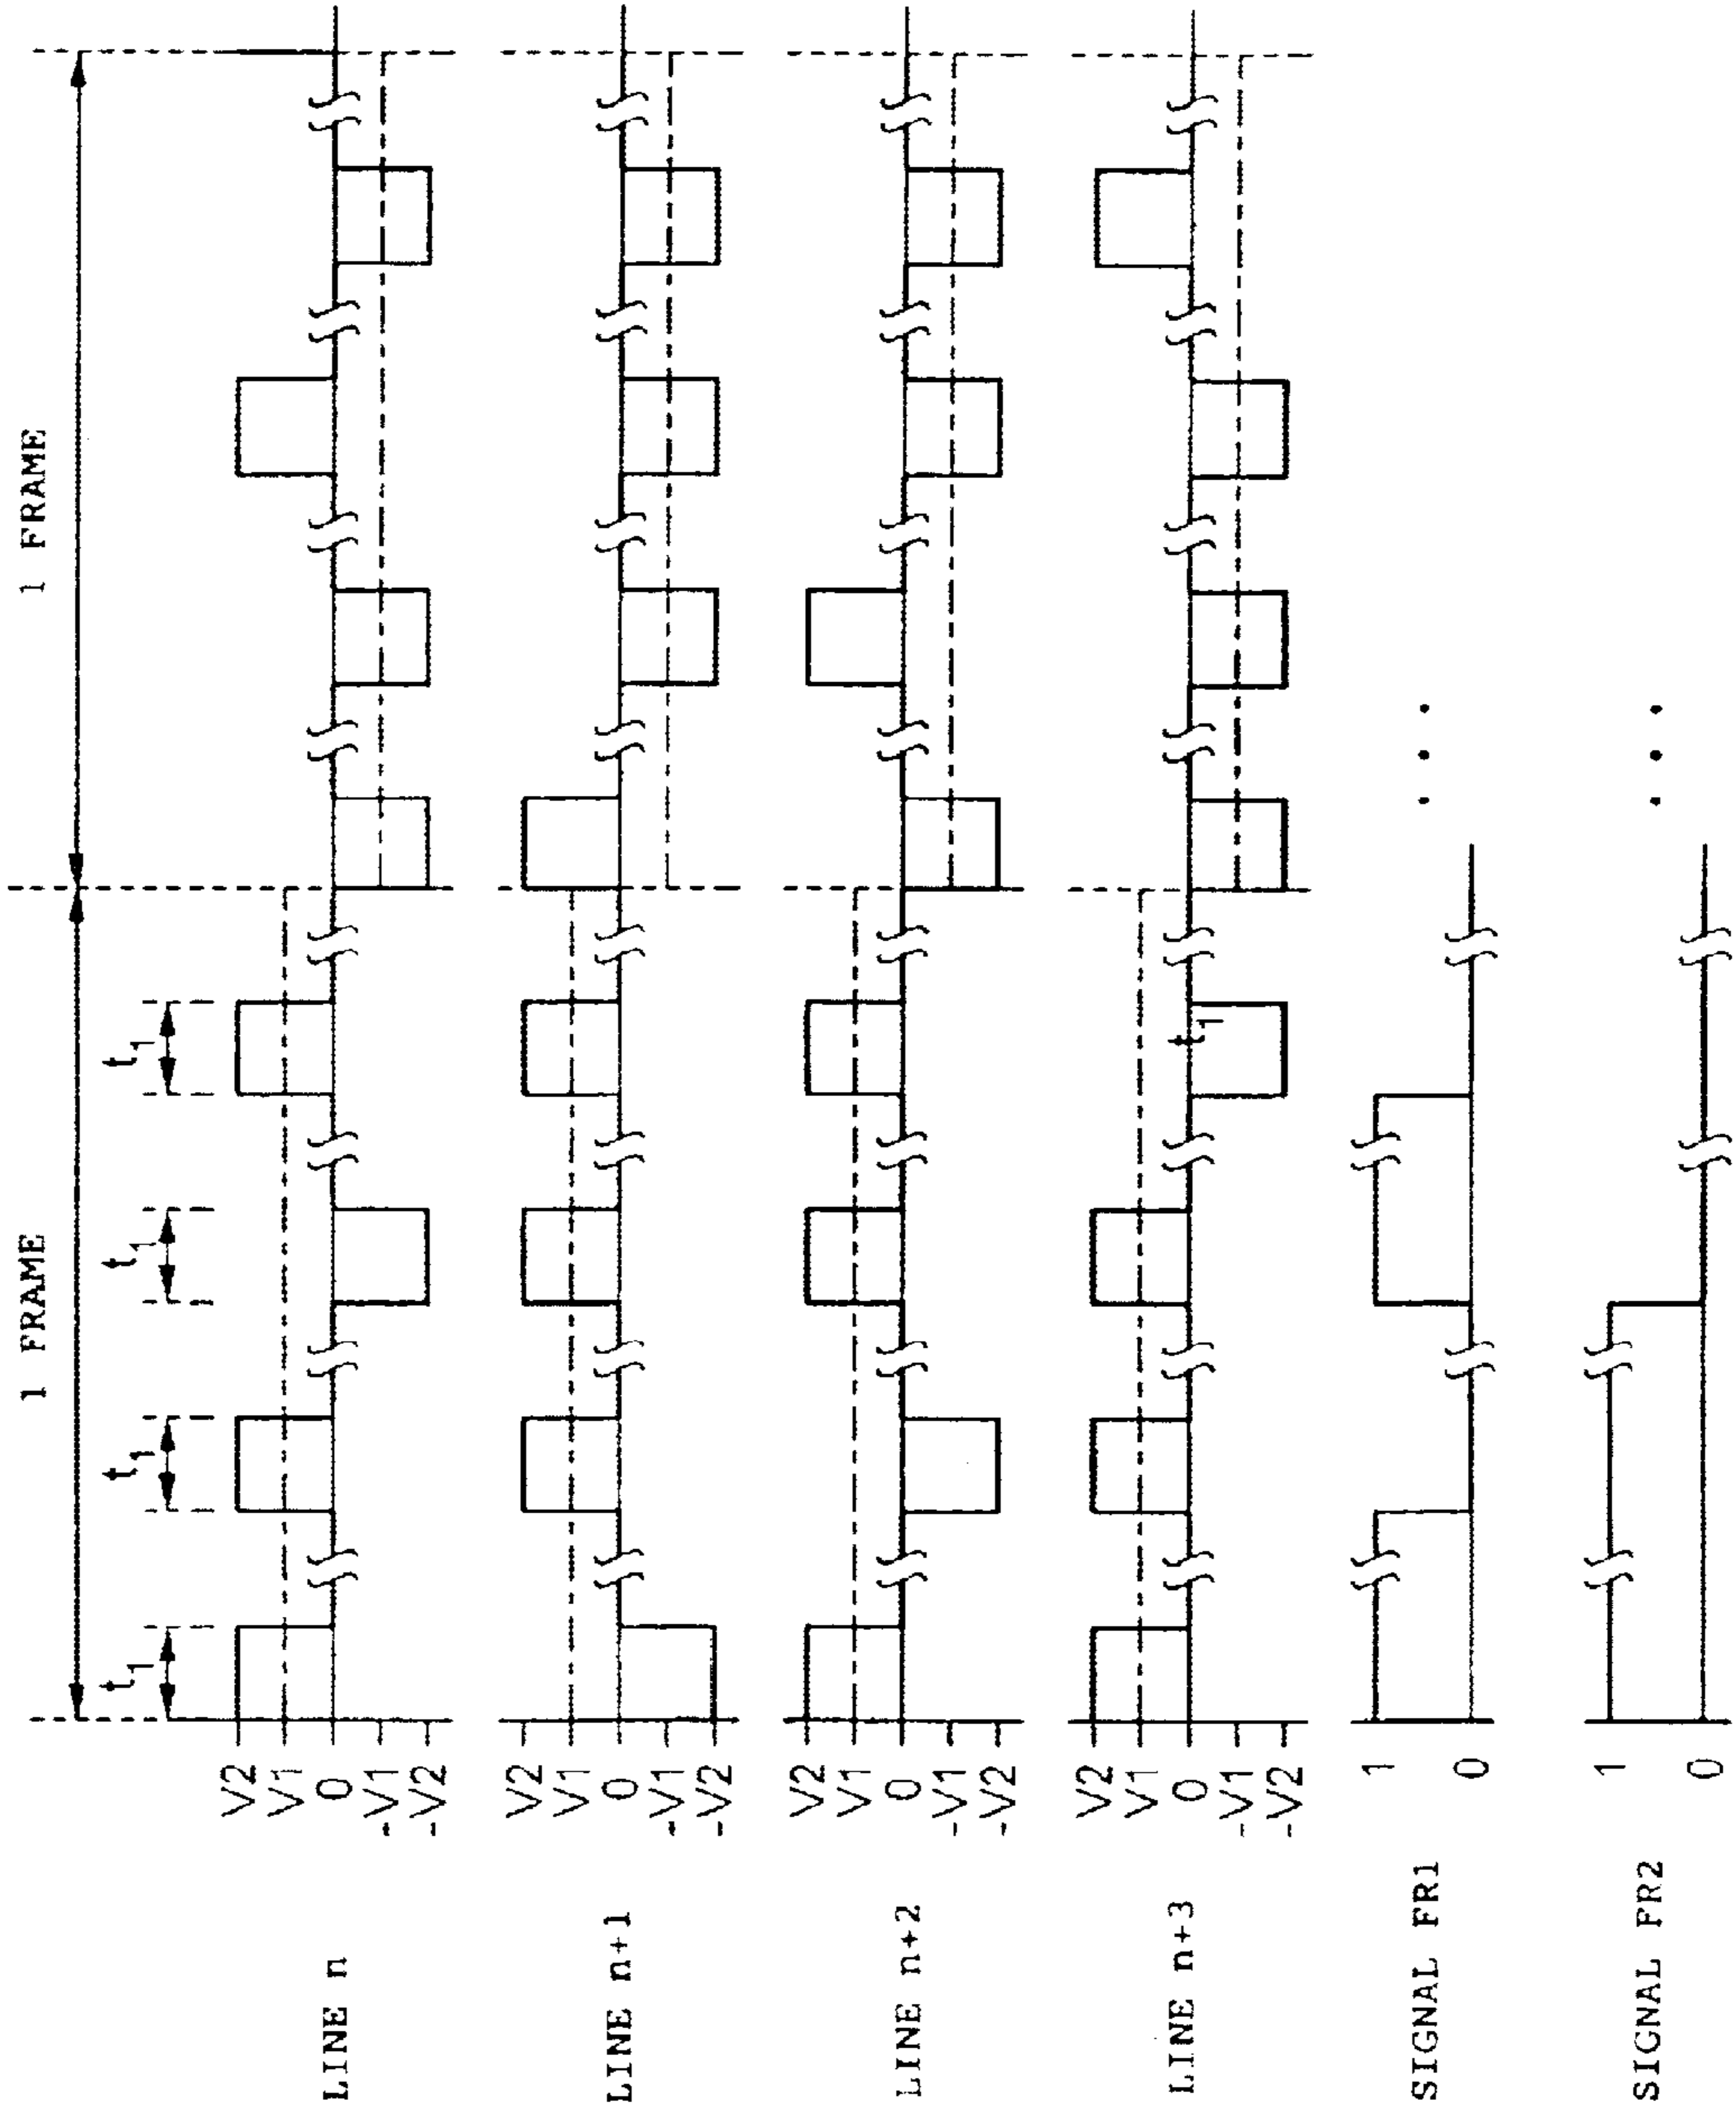 1 FRAME
1 FRAME
t1
t1
t1
t1
LINE n
V2
V1
0
-V1
-V2
LINE n+1
V2
V1
0
-V1
-V2
LINE n+2
V2
V1
0
-V1
-V2
LINE n+3
V2
V1
0
-V1
-V2
t1
SIGNAL FR1
1
0
• • •
SIGNAL FR2
1
0
• • •